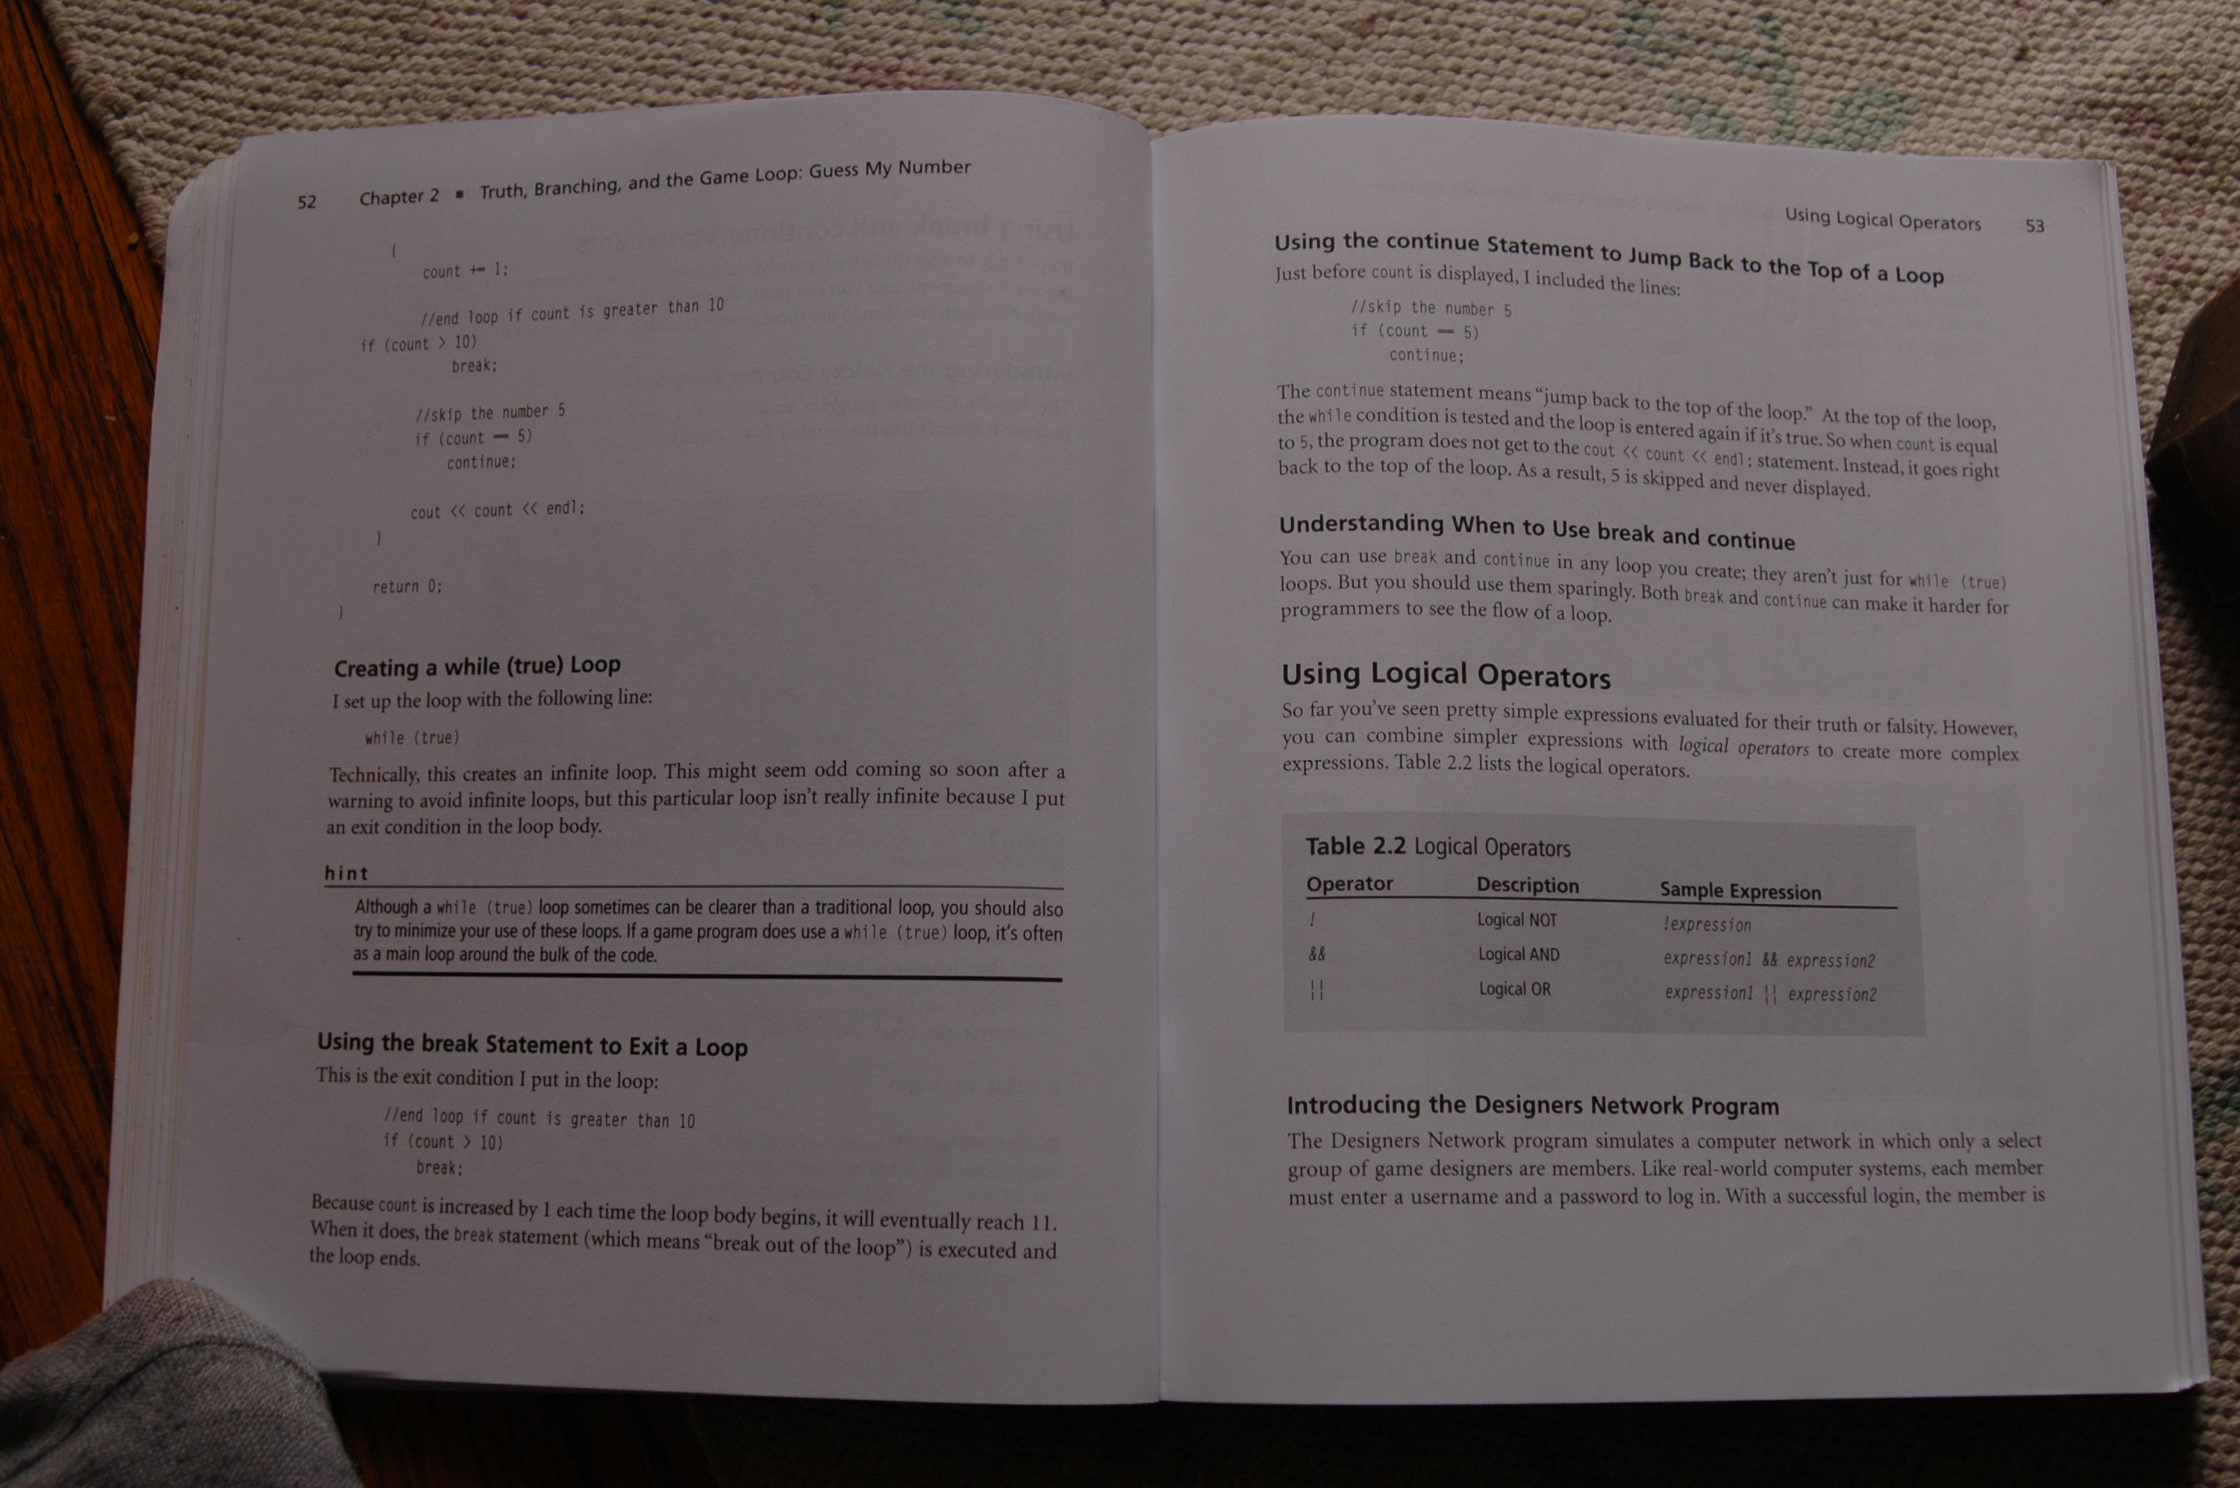 52 Chapter 2 ■ Truth, Branching, and the Game Loop: Guess My Number
{
count += 1;
//end loop if count is greater than 10
if (count > 10)
break;
//skip the number 5
if (count == 5)
continue;
cout << count << endl;
}
return 0;
}
Creating a while (true) Loop
I set up the loop with the following line:
while (true)
Technically, this creates an infinite loop. This might seem odd coming so soon after a
warning to avoid infinite loops, but this particular loop isn't really infinite because I put
an exit condition in the loop body.
hint
Although a while (true) loop sometimes can be clearer than a traditional loop, you should also
try to minimize your use of these loops. If a game program does use a while (true) loop, it's often
as a main loop around the bulk of the code.
Using the break Statement to Exit a Loop
This is the exit condition I put in the loop:
//end loop if count is greater than 10
if (count > 10)
break;
Because count is increased by 1 each time the loop body begins, it will eventually reach 11.
When it does, the break statement (which means "break out of the loop") is executed and
the loop ends.
Using Logical Operators 53
Using the continue Statement to Jump Back to the Top of a Loop
Just before count is displayed, I included the lines:
//skip the number 5
if (count == 5)
continue;
The continue statement means "jump back to the top of the loop." At the top of the loop,
the while condition is tested and the loop is entered again if it's true. So when count is equal
to 5, the program does not get to the cout << count << endl; statement. Instead, it goes right
back to the top of the loop. As a result, 5 is skipped and never displayed.
Understanding When to Use break and continue
You can use break and continue in any loop you create; they aren't just for while (true)
loops. But you should use them sparingly. Both break and continue can make it harder for
programmers to see the flow of a loop.
Using Logical Operators
So far you've seen pretty simple expressions evaluated for their truth or falsity. However,
you can combine simpler expressions with logical operators to create more complex
expressions. Table 2.2 lists the logical operators.
Table 2.2 Logical Operators
Operator Description Sample Expression
! Logical NOT !expression
&& Logical AND expression1 && expression2
|| Logical OR expression1 || expression2
Introducing the Designers Network Program
The Designers Network program simulates a computer network in which only a select
group of game designers are members. Like real-world computer systems, each member
must enter a username and a password to log in. With a successful login, the member is